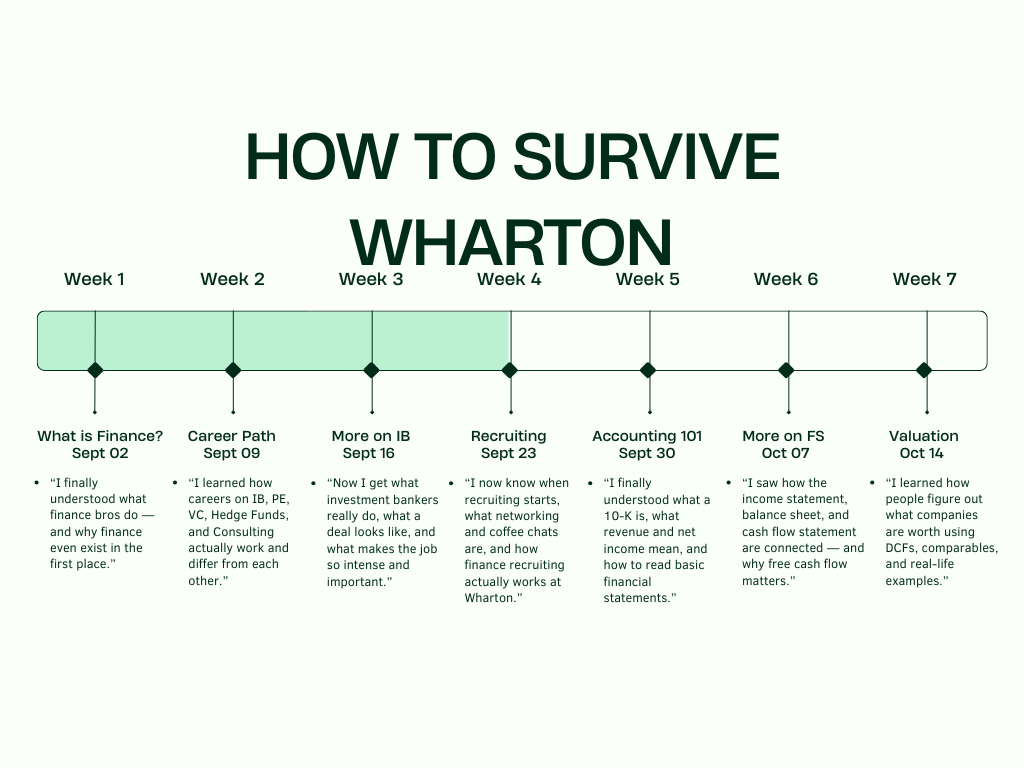 HOW TO SURVIVE
WHARTON
Week 1
Week 2
Week 3
Week 4
Week 5
Week 6
Week 7
What is Finance?
Sept 02
• “I finally
understood what
finance bros do —
and why finance
even exist in the
first place.”
Career Path
Sept 09
• “I learned how
careers on IB, PE,
VC, Hedge Funds,
and Consulting
actually work and
differ from each
other.”
More on IB
Sept 16
• “Now I get what
investment bankers
really do, what a
deal looks like, and
what makes the job
so intense and
important.”
Recruiting
Sept 23
• “I now know when
recruiting starts,
what networking
and coffee chats
are, and how
finance recruiting
actually works at
Wharton.”
Accounting 101
Sept 30
• “I finally
understood what a
10-K is, what
revenue and net
income mean, and
how to read basic
financial
statements.”
More on FS
Oct 07
• “I saw how the
income statement,
balance sheet, and
cash flow statement
are connected — and
why free cash flow
matters.”
Valuation
Oct 14
• “I learned how
people figure out
what companies
are worth using
DCFs, comparables,
and real-life
examples.”